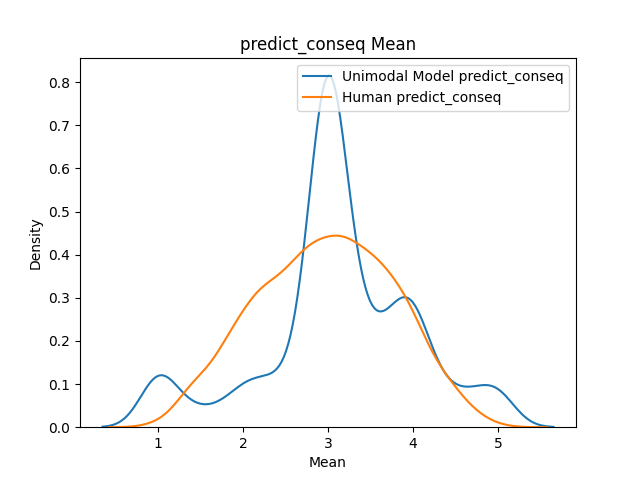 predict_conseq Mean
Unimodal Model predict_conseq
Human predict_conseq
0.8
0.7
0.6
0.5
0.4
0.3
0.2
0.1
0.0
Density
1 2 3 4 5
Mean